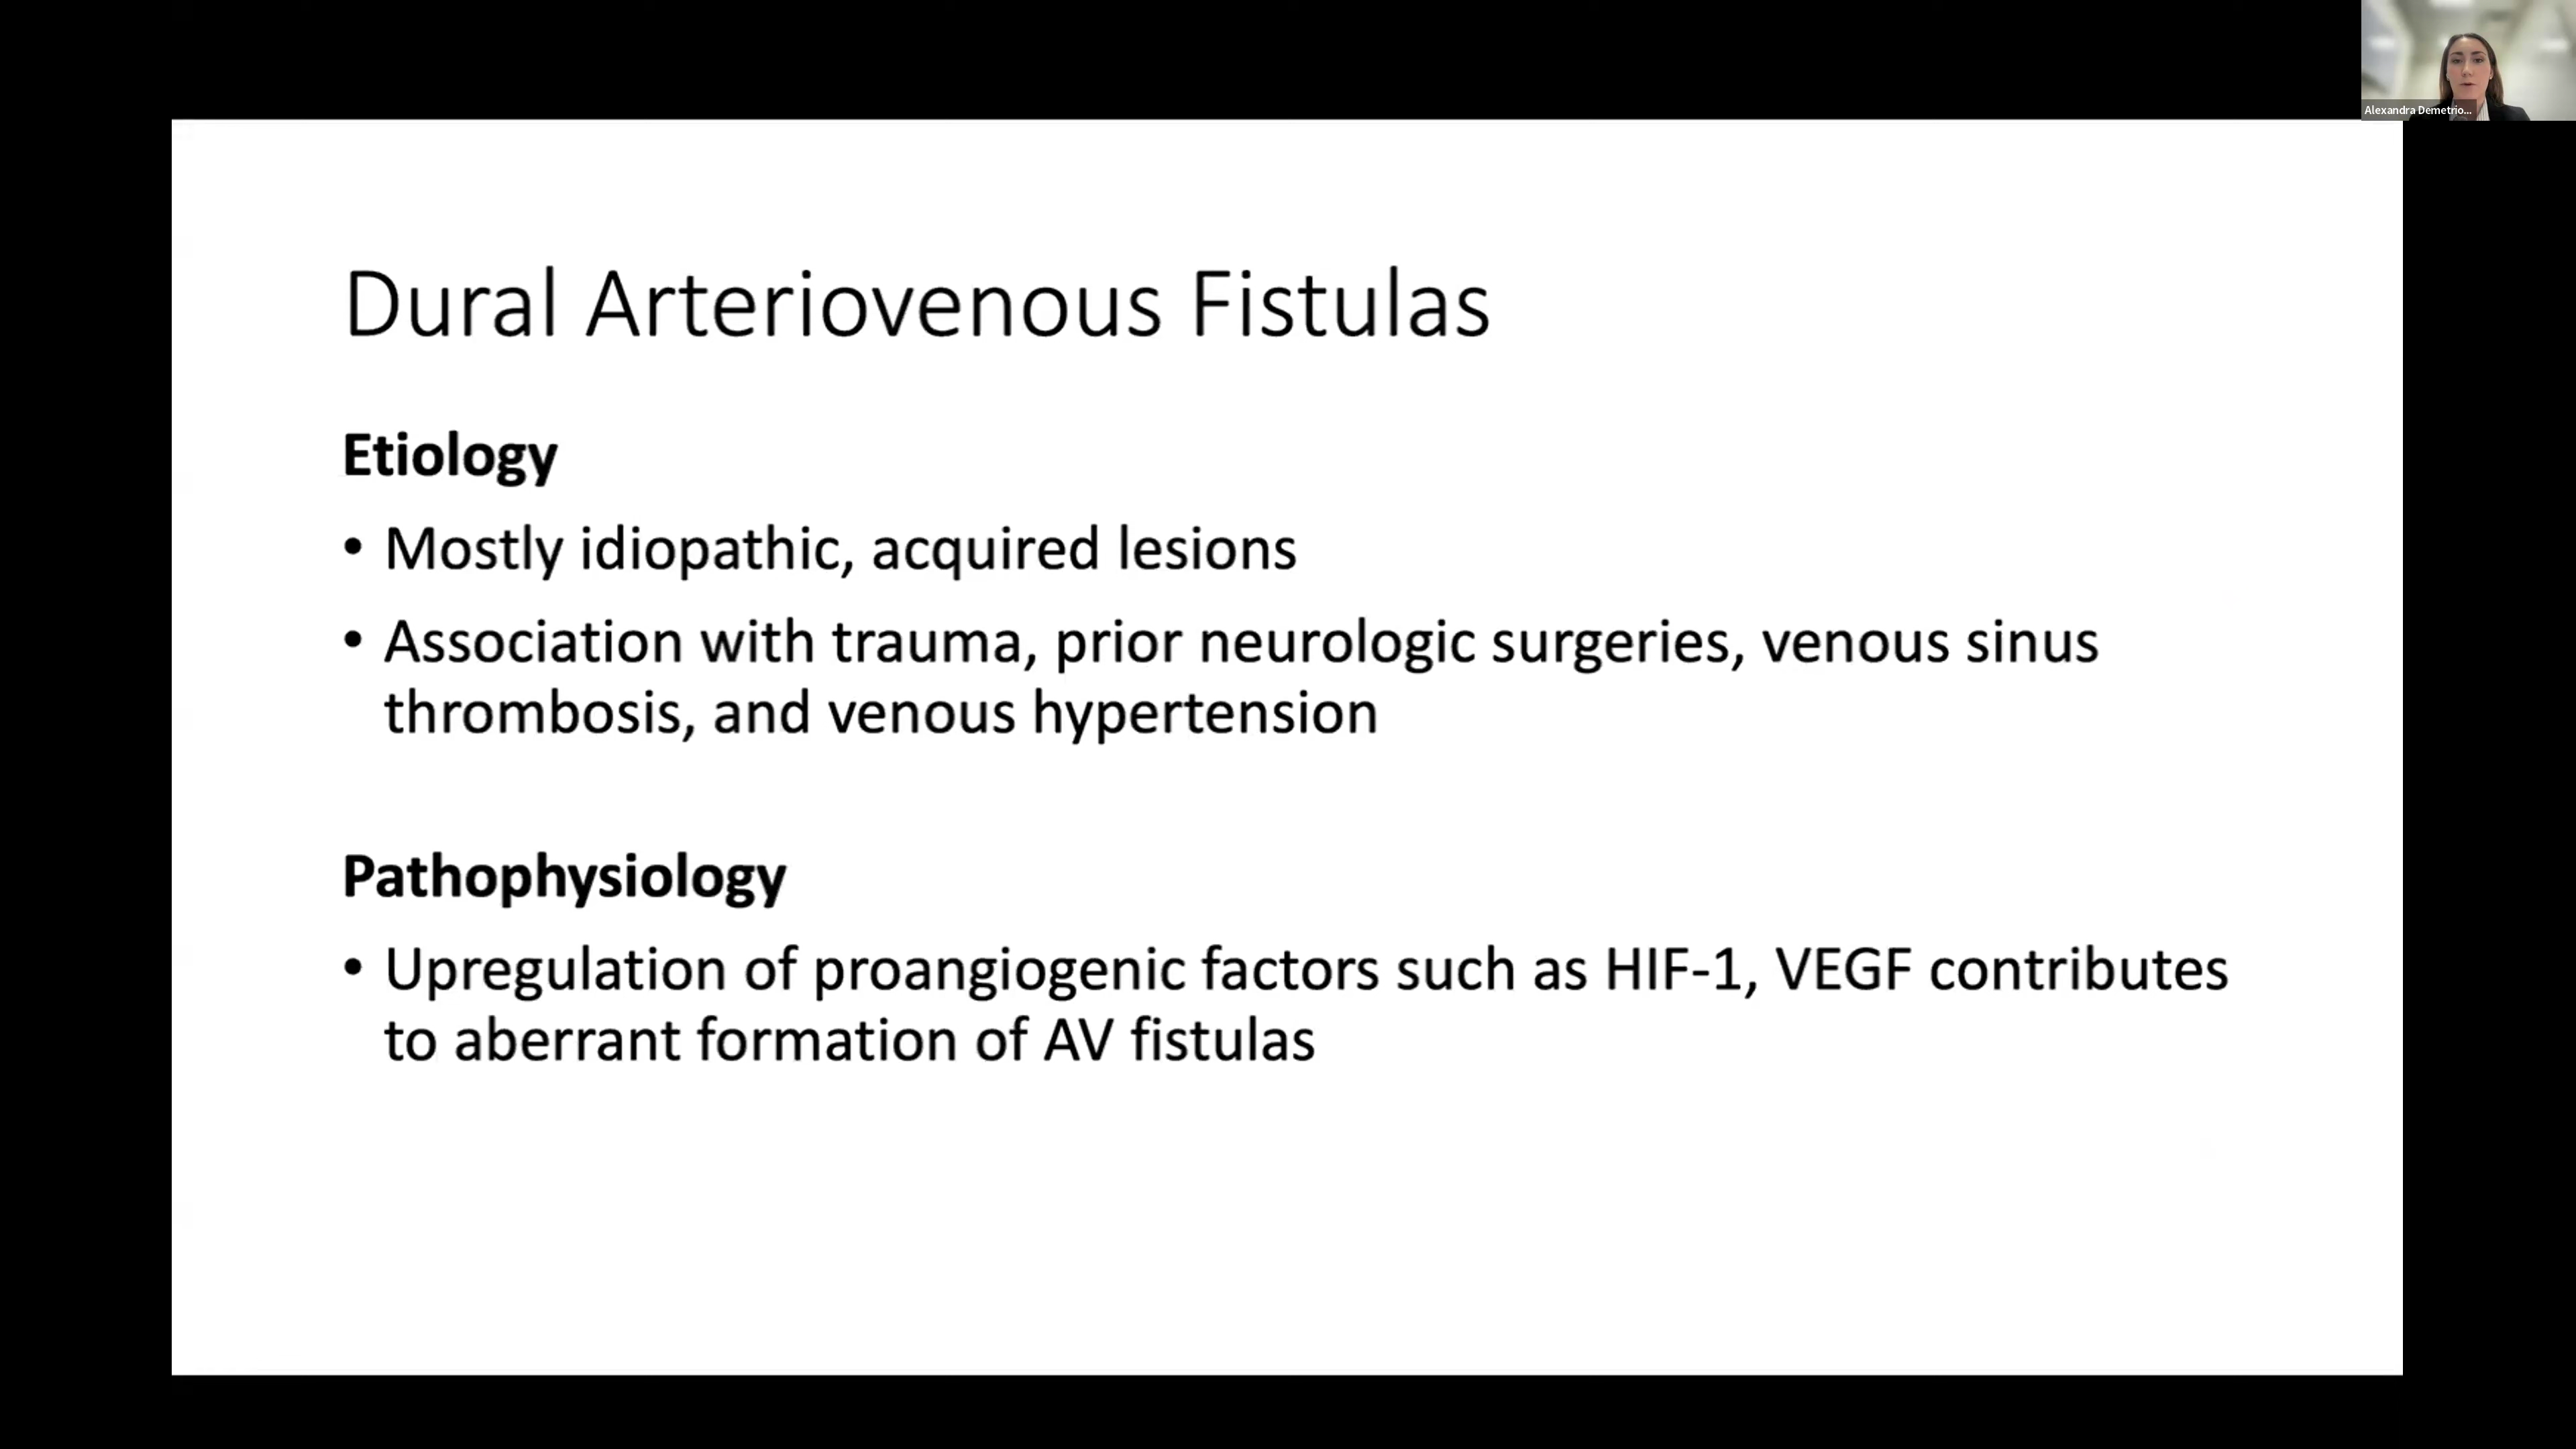 Alexandra Demetrio...
Dural Arteriovenous Fistulas
Etiology
• Mostly idiopathic, acquired lesions
• Association with trauma, prior neurologic surgeries, venous sinus
thrombosis, and venous hypertension
Pathophysiology
• Upregulation of proangiogenic factors such as HIF-1, VEGF contributes
to aberrant formation of AV fistulas